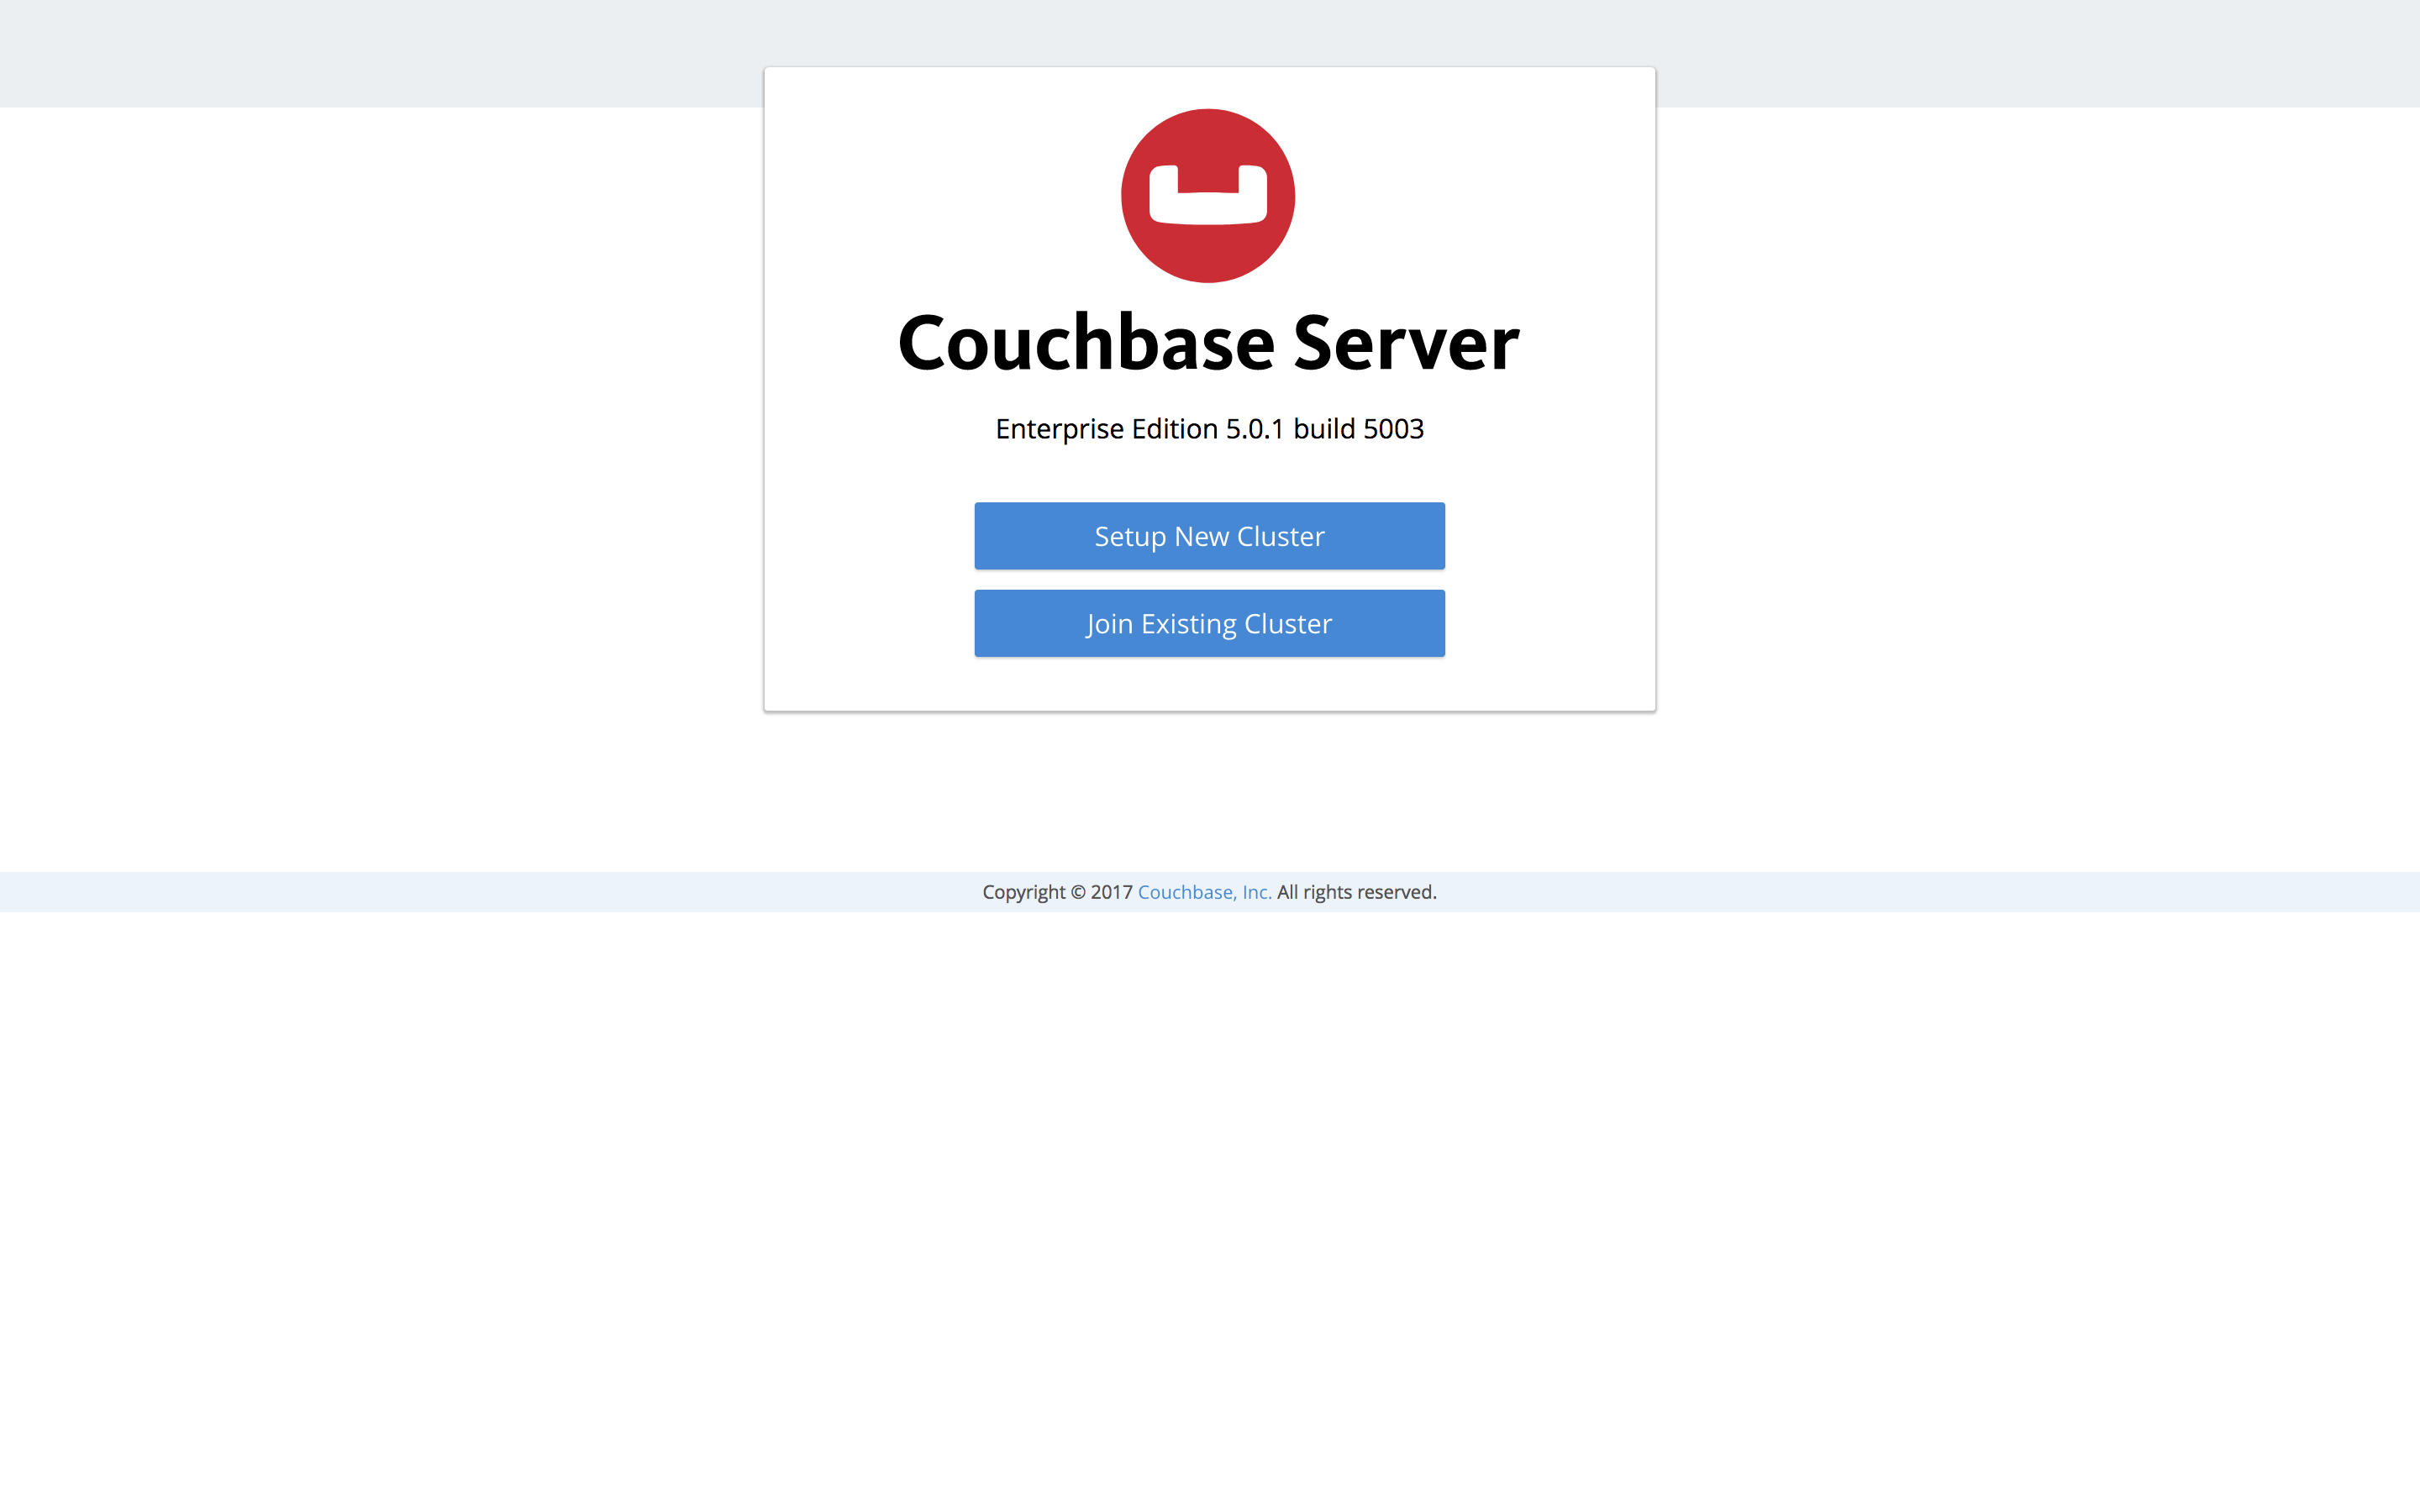 Couchbase Server
Enterprise Edition 5.0.1 build 5003
Setup New Cluster
Join Existing Cluster
Copyright © 2017 Couchbase, Inc. All rights reserved.